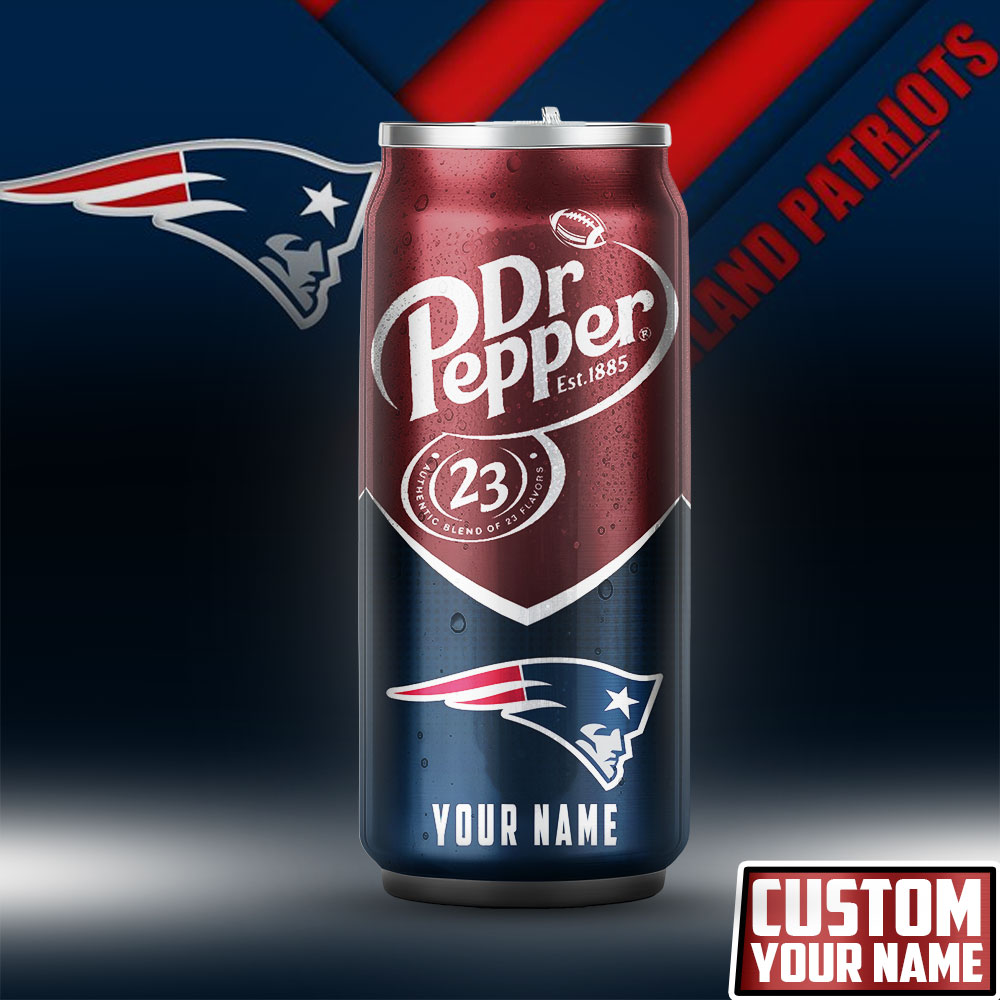 LAND PATRIOTS
Dr
Pepper
®
Est.1885
23
AUTHENTIC BLEND OF 23 FLAVORS
YOUR NAME
CUSTOM
YOUR NAME